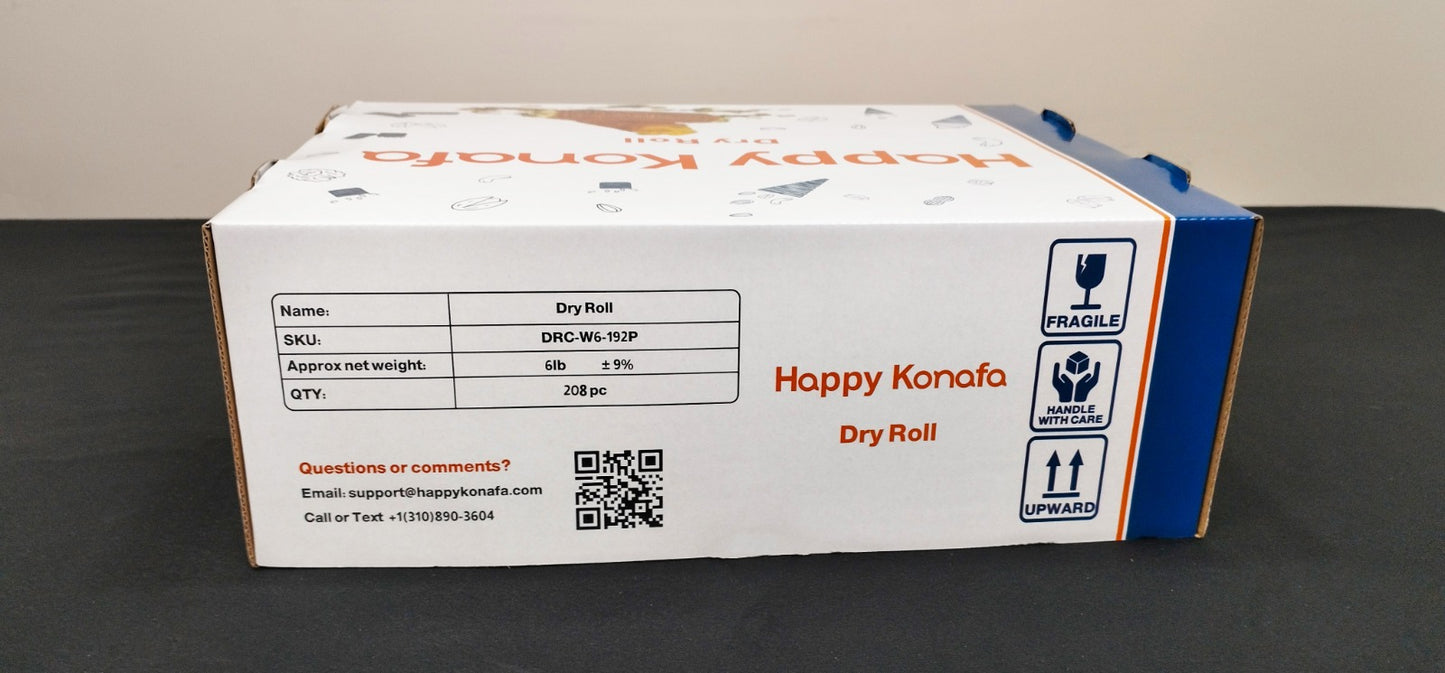 Dry Roll
Happy Konafa
Name: Dry Roll
SKU: DRC-W6-192P
Approx net weight: 6lb ± 9%
QTY: 208 pc
Questions or comments?
Email: support@happykonafa.com
Call or Text +1(310)890-3604
Happy Konafa
Dry Roll
FRAGILE
HANDLE
WITH CARE
UPWARD